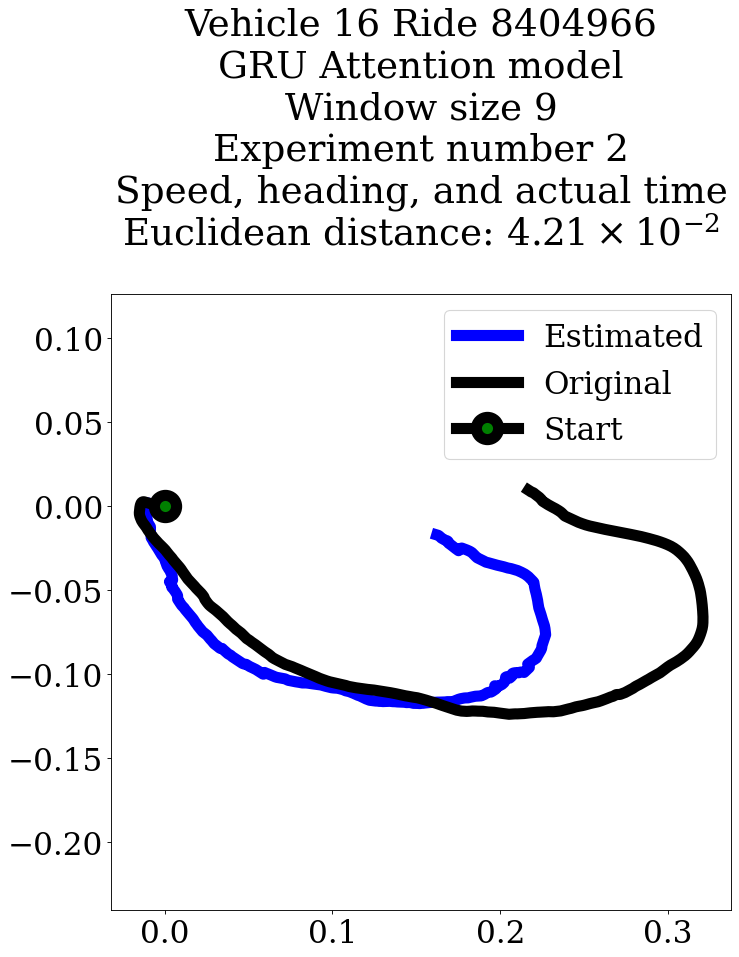 Vehicle 16 Ride 8404966
GRU Attention model
Window size 9
Experiment number 2
Speed, heading, and actual time
Euclidean distance: 4.21 × 10⁻²
Estimated
Original
Start
0.10
0.05
0.00
−0.05
−0.10
−0.15
−0.20
0.0 0.1 0.2 0.3